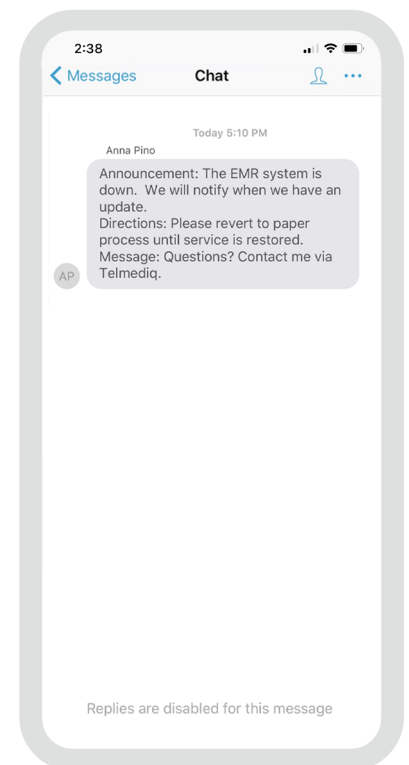 2:38
Messages
Chat
Today 5:10 PM
Anna Pino
Announcement: The EMR system is
down.  We will notify when we have an
update.
Directions: Please revert to paper
process until service is restored.
Message: Questions? Contact me via
Telmediq.
AP
Replies are disabled for this message